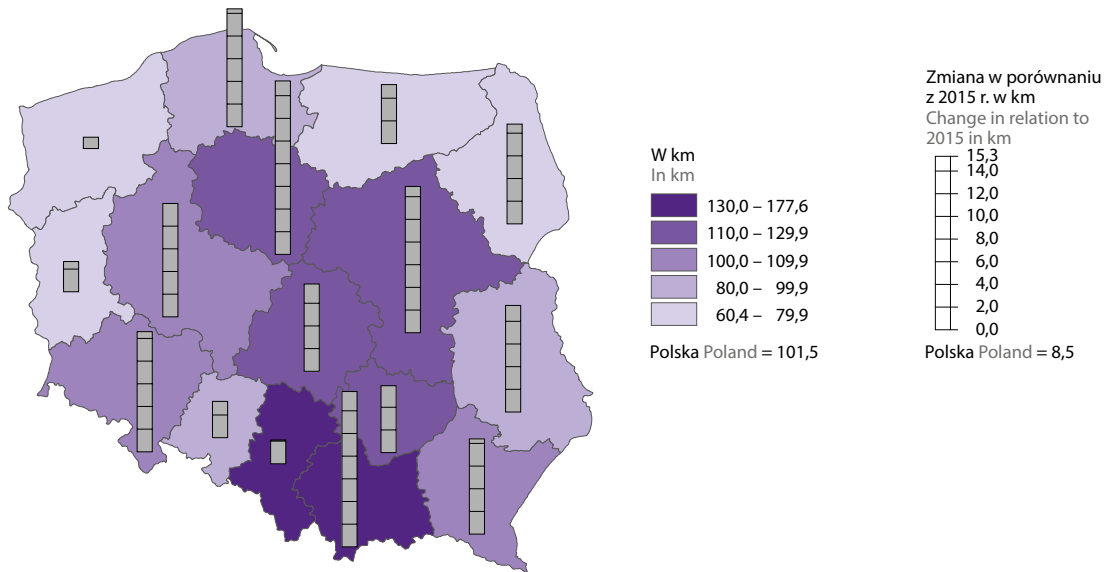 W km
In km
130,0 – 177,6
110,0 – 129,9
100,0 – 109,9
80,0 – 99,9
60,4 – 79,9
Polska Poland = 101,5
Zmiana w porównaniu
z 2015 r. w km
Change in relation to
2015 in km
15,3
14,0
12,0
10,0
8,0
6,0
4,0
2,0
0,0
Polska Poland = 8,5